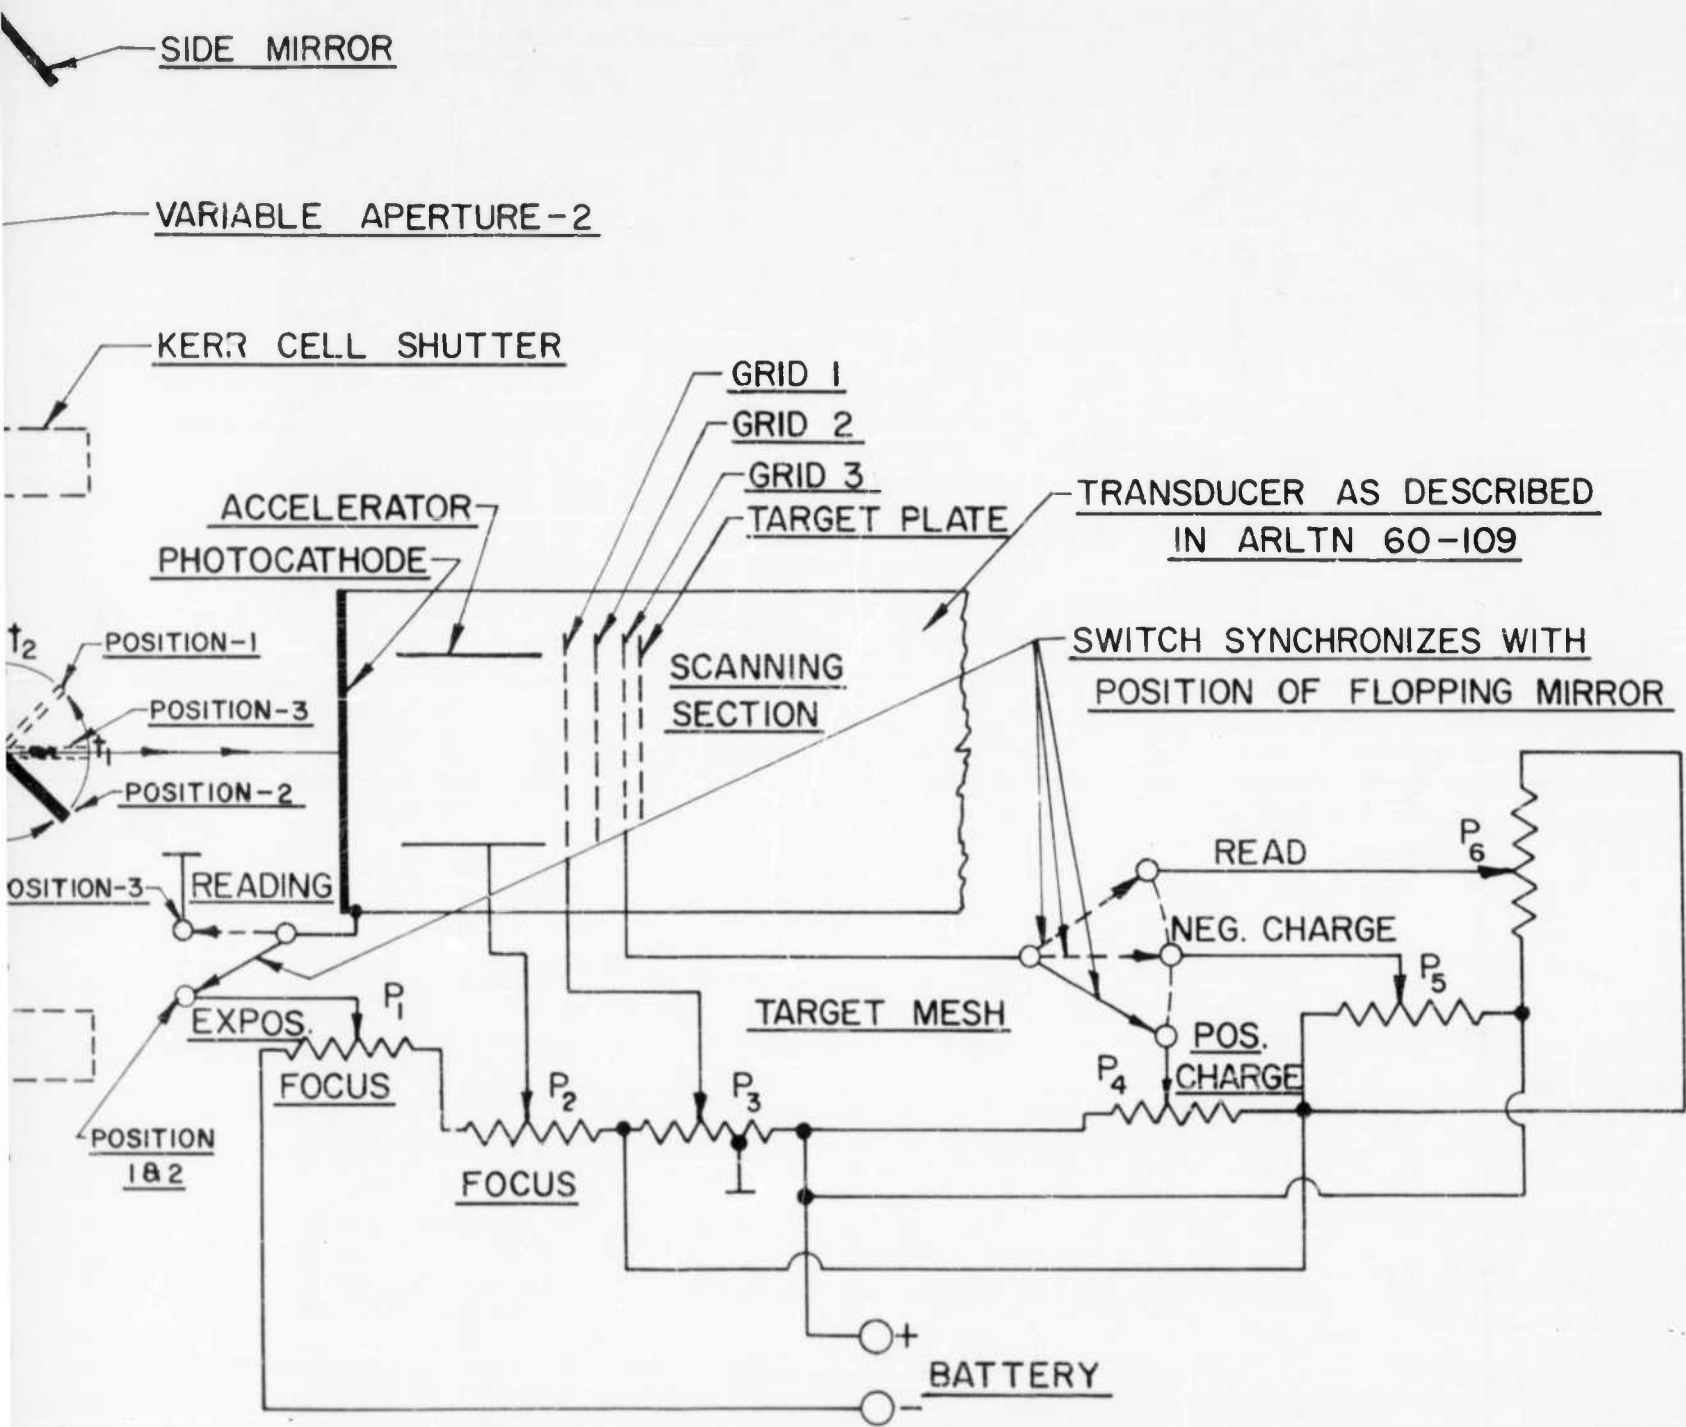 SIDE MIRROR
VARIABLE APERTURE-2
KERR CELL SHUTTER
GRID 1
GRID 2
GRID 3
TARGET PLATE
ACCELERATOR
PHOTOCATHODE
TRANSDUCER AS DESCRIBED
IN ARLTN 60-109
t2
POSITION-1
POSITION-3
t1
POSITION-2
SCANNING
SECTION
SWITCH SYNCHRONIZES WITH
POSITION OF FLOPPING MIRROR
OSITION-3
READING
READ
P6
NEG. CHARGE
P5
EXPOS.
P1
FOCUS
TARGET MESH
POS.
CHARGE
P4
P2
P3
POSITION
1&2
FOCUS
+
BATTERY
-